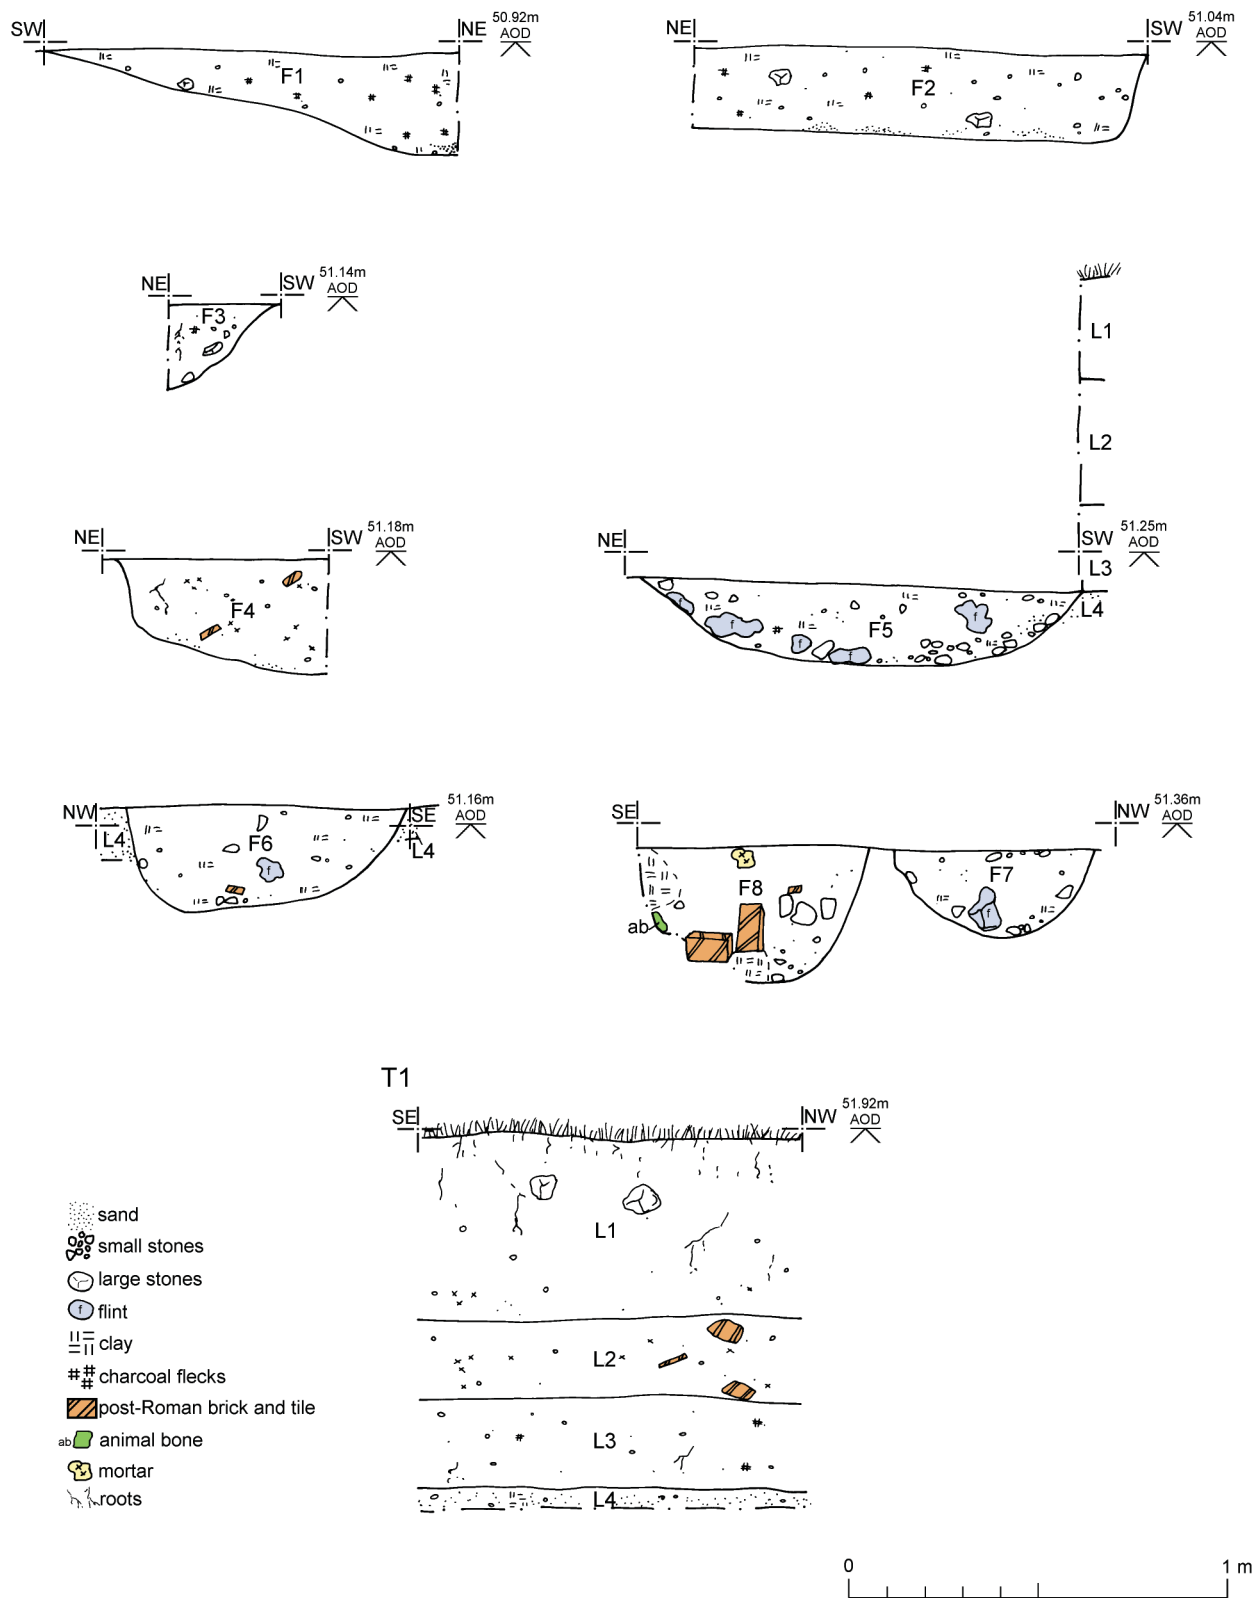 SW
NE
50.92m
AOD
F1
NE
SW
51.04m
AOD
F2
NE
SW
51.14m
AOD
F3
L1
L2
NE
SW
51.18m
AOD
F4
NE
SW
51.25m
AOD
L3
L4
f
f
f
f
f
F5
NW
SE
51.16m
AOD
L4
L4
F6
f
SE
NW
51.36m
AOD
F8
ab
F7
f
T1
SE
NW
51.92m
AOD
L1
L2
L3
L4
sand
small stones
large stones
f flint
clay
charcoal flecks
post-Roman brick and tile
ab animal bone
mortar
roots
0
1 m